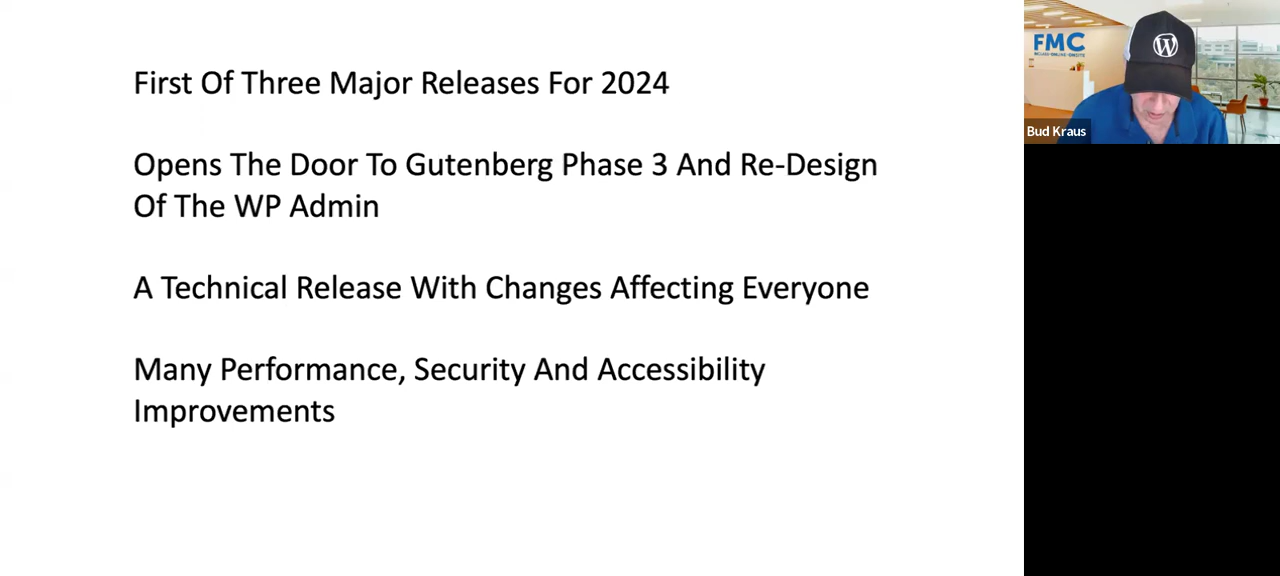 First Of Three Major Releases For 2024
Opens The Door To Gutenberg Phase 3 And Re-Design
Of The WP Admin
A Technical Release With Changes Affecting Everyone
Many Performance, Security And Accessibility
Improvements
FMC
Bud Kraus